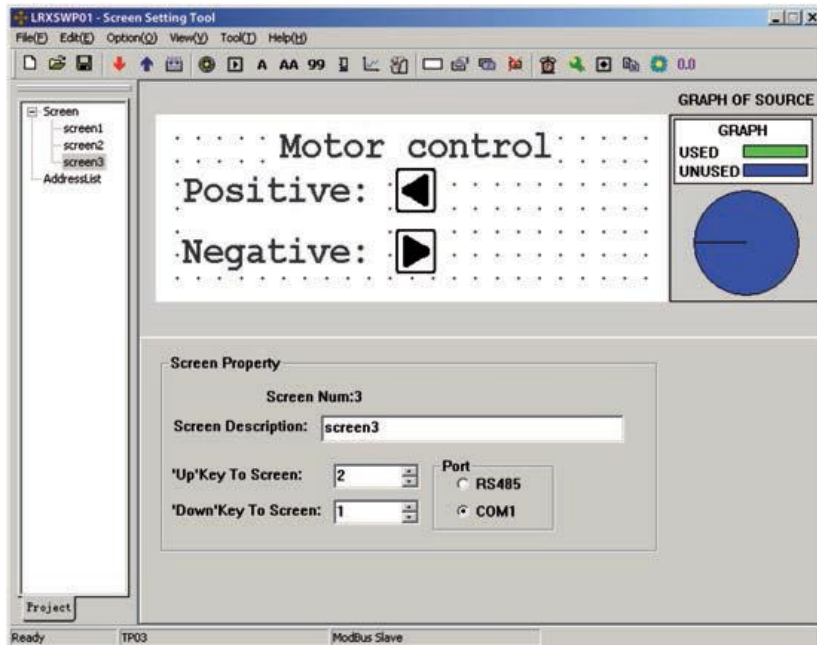 LRXSWP01 - Screen Setting Tool
File(F) Edit(E) Option(O) View(V) Tool(T) Help(H)
A AA 99 0.0
GRAPH OF SOURCE
Screen
screen1
screen2
screen3
AddressList
GRAPH
USED
UNUSED
Motor control
Positive:
Negative:
Screen Property
Screen Num:3
Screen Description: screen3
'Up'Key To Screen: 2
'Down'Key To Screen: 1
Port
RS485
COM1
Project
Ready TP03 ModBus Slave